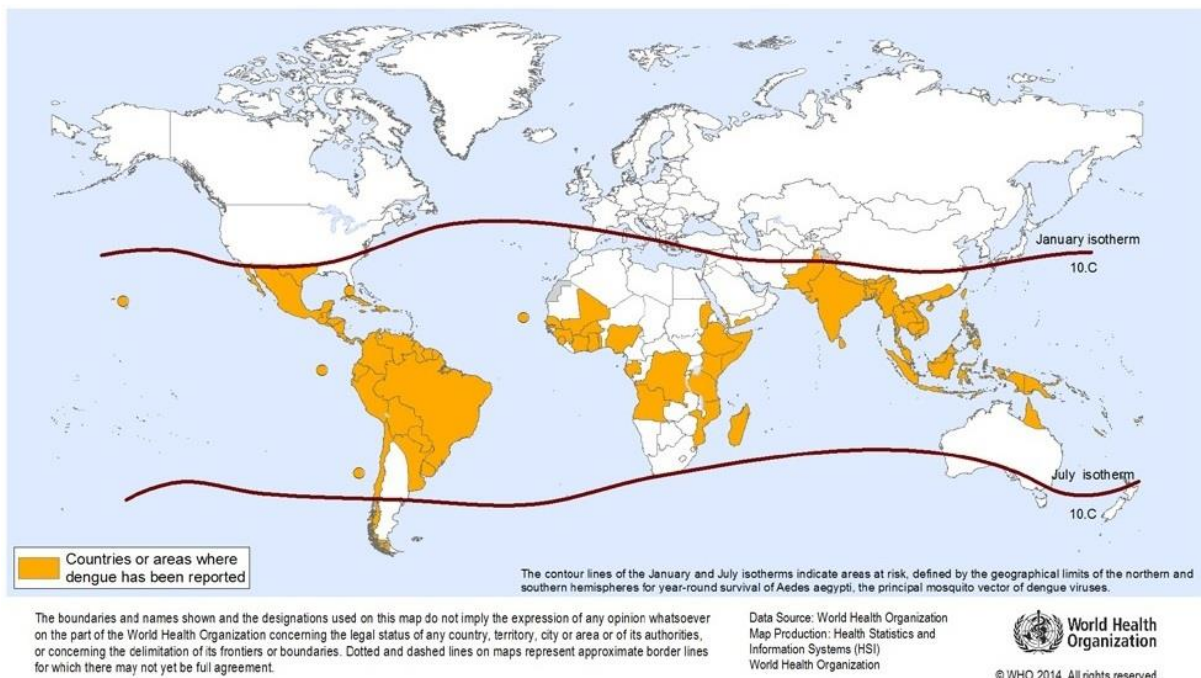 January isotherm
10.C
July isotherm
10.C
Countries or areas where
dengue has been reported
The contour lines of the January and July isotherms indicate areas at risk, defined by the geographical limits of the northern and
southern hemispheres for year-round survival of Aedes aegypti, the principal mosquito vector of dengue viruses.
The boundaries and names shown and the designations used on this map do not imply the expression of any opinion whatsoever
on the part of the World Health Organization concerning the legal status of any country, territory, city or area or of its authorities,
or concerning the delimitation of its frontiers or boundaries. Dotted and dashed lines on maps represent approximate border lines
for which there may not yet be full agreement.
Data Source: World Health Organization
Map Production: Health Statistics and
Information Systems (HSI)
World Health Organization
World Health
Organization
© WHO 2014. All rights reserved